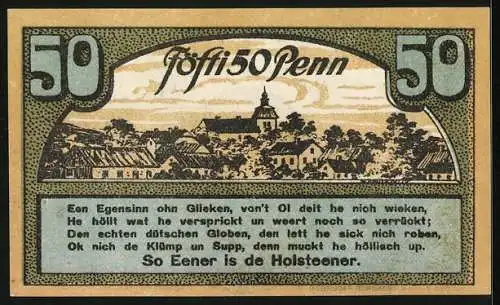 50 Föfti 50 Penn 50
Een Egensinn ohn Glieken, von't Ol deit he nich wieken,
He höllt wat he versprickt un weert noch so verrückt;
Den echten dütschen Globen, den lett he sick nich roben,
Ok nich de Klümp un Supp, denn muckt he höllisch up.
So Eener is de Holsteener.